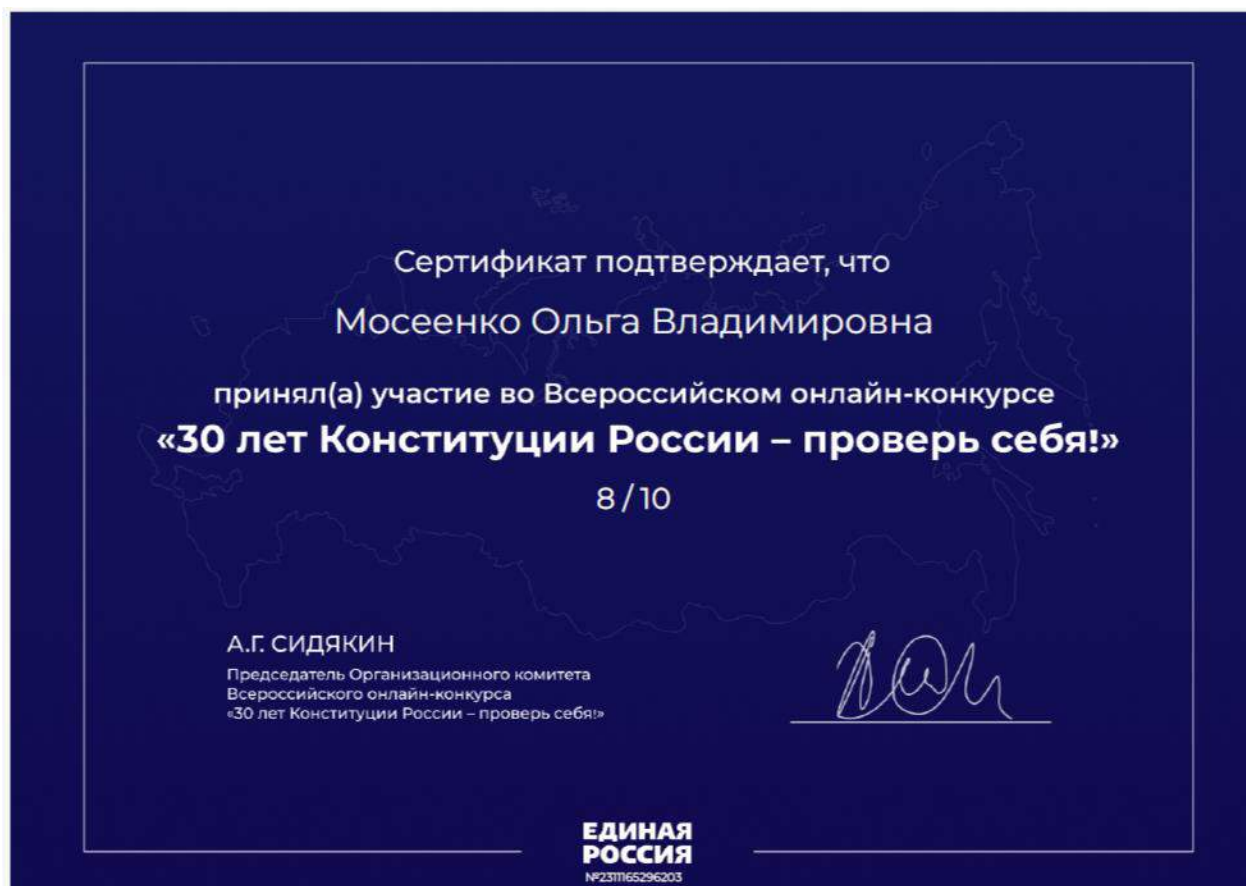 Сертификат подтверждает, что
Мосеенко Ольга Владимировна
принял(а) участие во Всероссийском онлайн-конкурсе
«30 лет Конституции России – проверь себя!»
8 / 10
А.Г. СИДЯКИН
Председатель Организационного комитета
Всероссийского онлайн-конкурса
«30 лет Конституции России – проверь себя!»
ЕДИНАЯ
РОССИЯ
№2311165296203